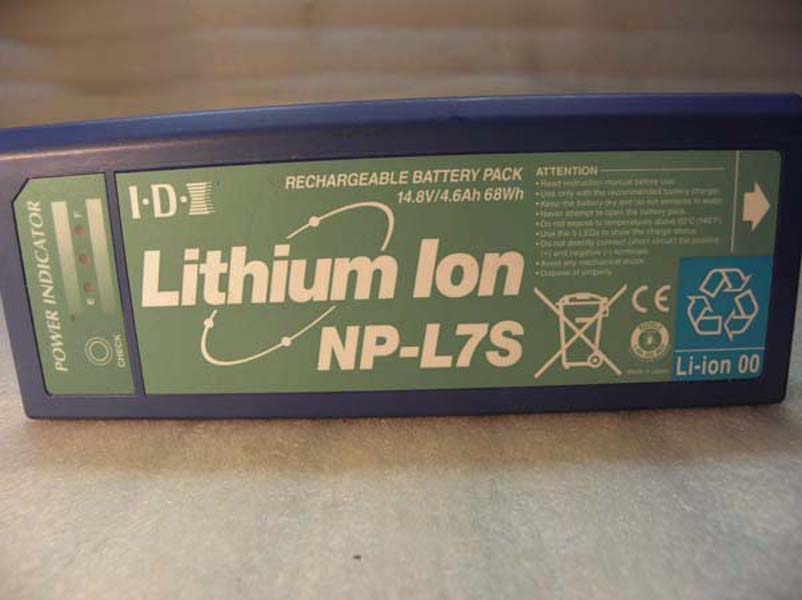 POWER INDICATOR
E F
CHECK
I·D·X
RECHARGEABLE BATTERY PACK
14.8V/4.6Ah 68Wh
Lithium Ion
NP-L7S
ATTENTION
• Read instruction manual before use.
• Use only with the recommended battery charger.
• Keep the battery dry and do not immerse in water.
• Never attempt to open the battery pack.
• Do not expose to temperatures above 60°C (140°F).
• Use the 5 LEDs to show the charge status.
• Do not directly connect (short circuit) the positive
(+) and negative (-) terminals.
• Avoid any mechanical shock.
• Dispose of properly.
CE
Made in Japan
Li-ion 00